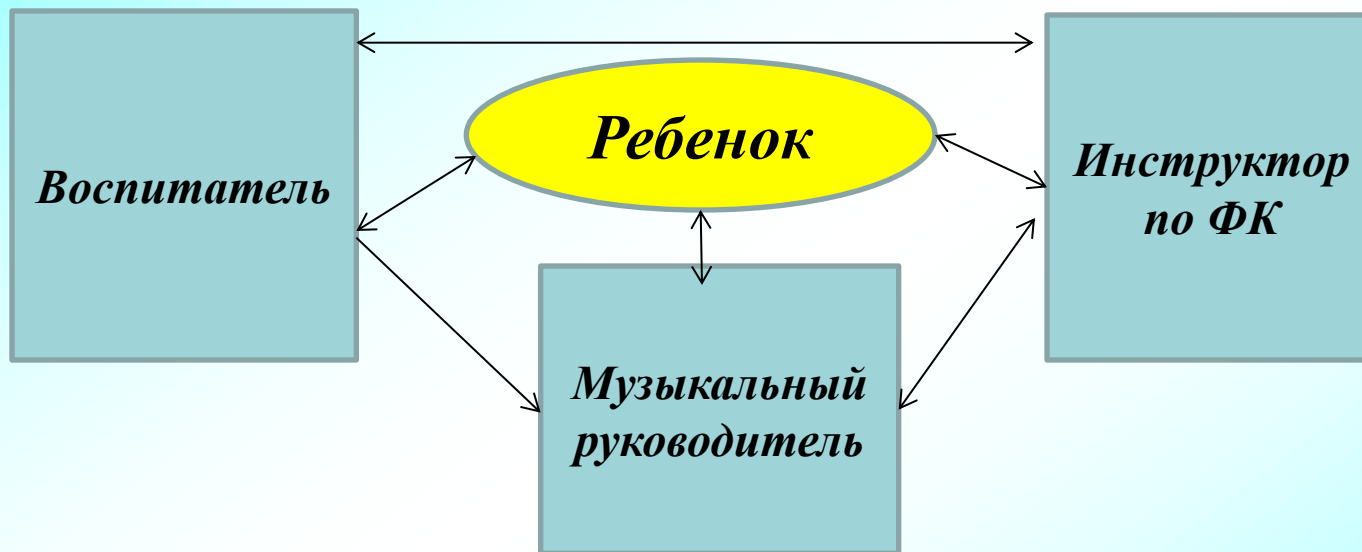 Ребенок
Воспитатель
Инструктор
по ФК
Музыкальный
руководитель